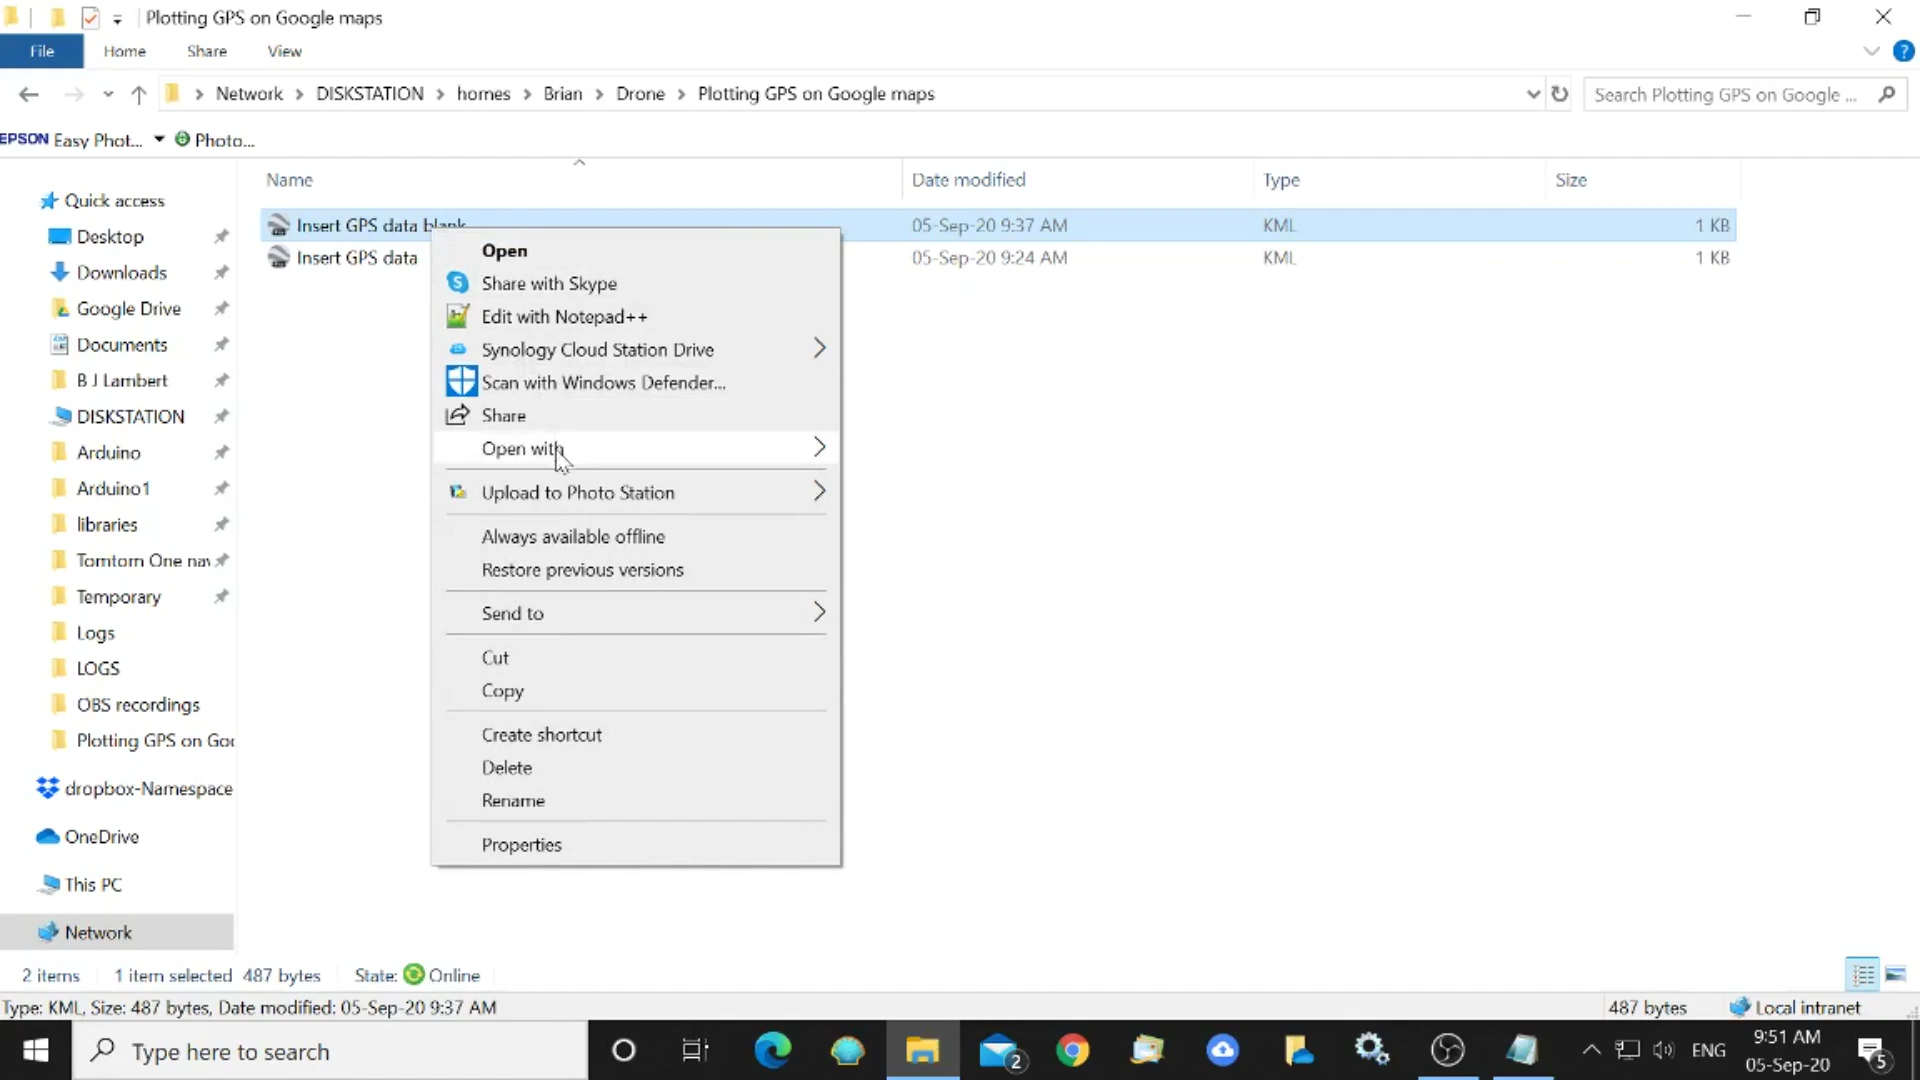 Plotting GPS on Google maps
File Home Share View
Network DISKSTATION homes Brian Drone Plotting GPS on Google maps
Search Plotting GPS on Google ...
EPSON Easy Phot... Photo...
Name Date modified Type Size
Quick access
Desktop
Downloads
Google Drive
Documents
B J Lambert
DISKSTATION
Arduino
Arduino1
libraries
Tomtom One nav
Temporary
Logs
LOGS
OBS recordings
Plotting GPS on Goo
dropbox-Namespace
OneDrive
This PC
Network
Insert GPS data blank 05-Sep-20 9:37 AM KML 1 KB
Insert GPS data 05-Sep-20 9:24 AM KML 1 KB
Open
Share with Skype
Edit with Notepad++
Synology Cloud Station Drive
Scan with Windows Defender...
Share
Open with
Upload to Photo Station
Always available offline
Restore previous versions
Send to
Cut
Copy
Create shortcut
Delete
Rename
Properties
2 items 1 item selected 487 bytes State: Online
Type: KML, Size: 487 bytes, Date modified: 05-Sep-20 9:37 AM 487 bytes Local intranet
Type here to search 2 ENG 9:51 AM 5
05-Sep-20